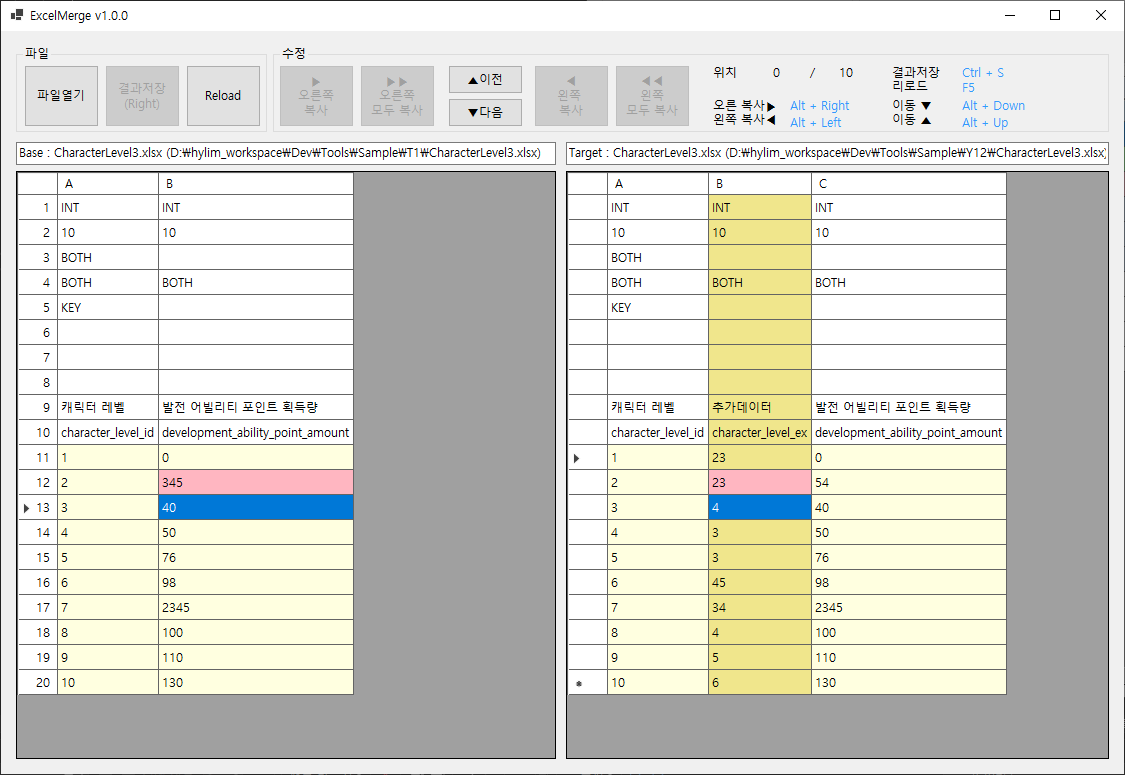 ExcelMerge v1.0.0
파일
수정
파일열기
결과저장
(Right)
Reload
▶
오른쪽
복사
▶▶
오른쪽
모두 복사
▲이전
▼다음
◀
왼쪽
복사
◀◀
왼쪽
모두 복사
위치 0 / 10
오른 복사▶ Alt + Right
왼쪽 복사◀ Alt + Left
결과저장 Ctrl + S
리로드 F5
이동 ▼ Alt + Down
이동 ▲ Alt + Up
Base : CharacterLevel3.xlsx (D:₩hylim_workspace₩Dev₩Tools₩Sample₩T1₩CharacterLevel3.xlsx)
A B
1 INT INT
2 10 10
3 BOTH
4 BOTH BOTH
5 KEY
6
7
8
9 캐릭터 레벨 발전 어빌리티 포인트 획득량
10 character_level_id development_ability_point_amount
11 1 0
12 2 345
13 3 40
14 4 50
15 5 76
16 6 98
17 7 2345
18 8 100
19 9 110
20 10 130
Target : CharacterLevel3.xlsx (D:₩hylim_workspace₩Dev₩Tools₩Sample₩Y12₩CharacterLevel3.xlsx)
A B C
INT INT INT
10 10 10
BOTH
BOTH BOTH BOTH
KEY
캐릭터 레벨 추가데이터 발전 어빌리티 포인트 획득량
character_level_id character_level_ex development_ability_point_amount
1 23 0
2 23 54
3 4 40
4 3 50
5 3 76
6 45 98
7 34 2345
8 4 100
9 5 110
10 6 130